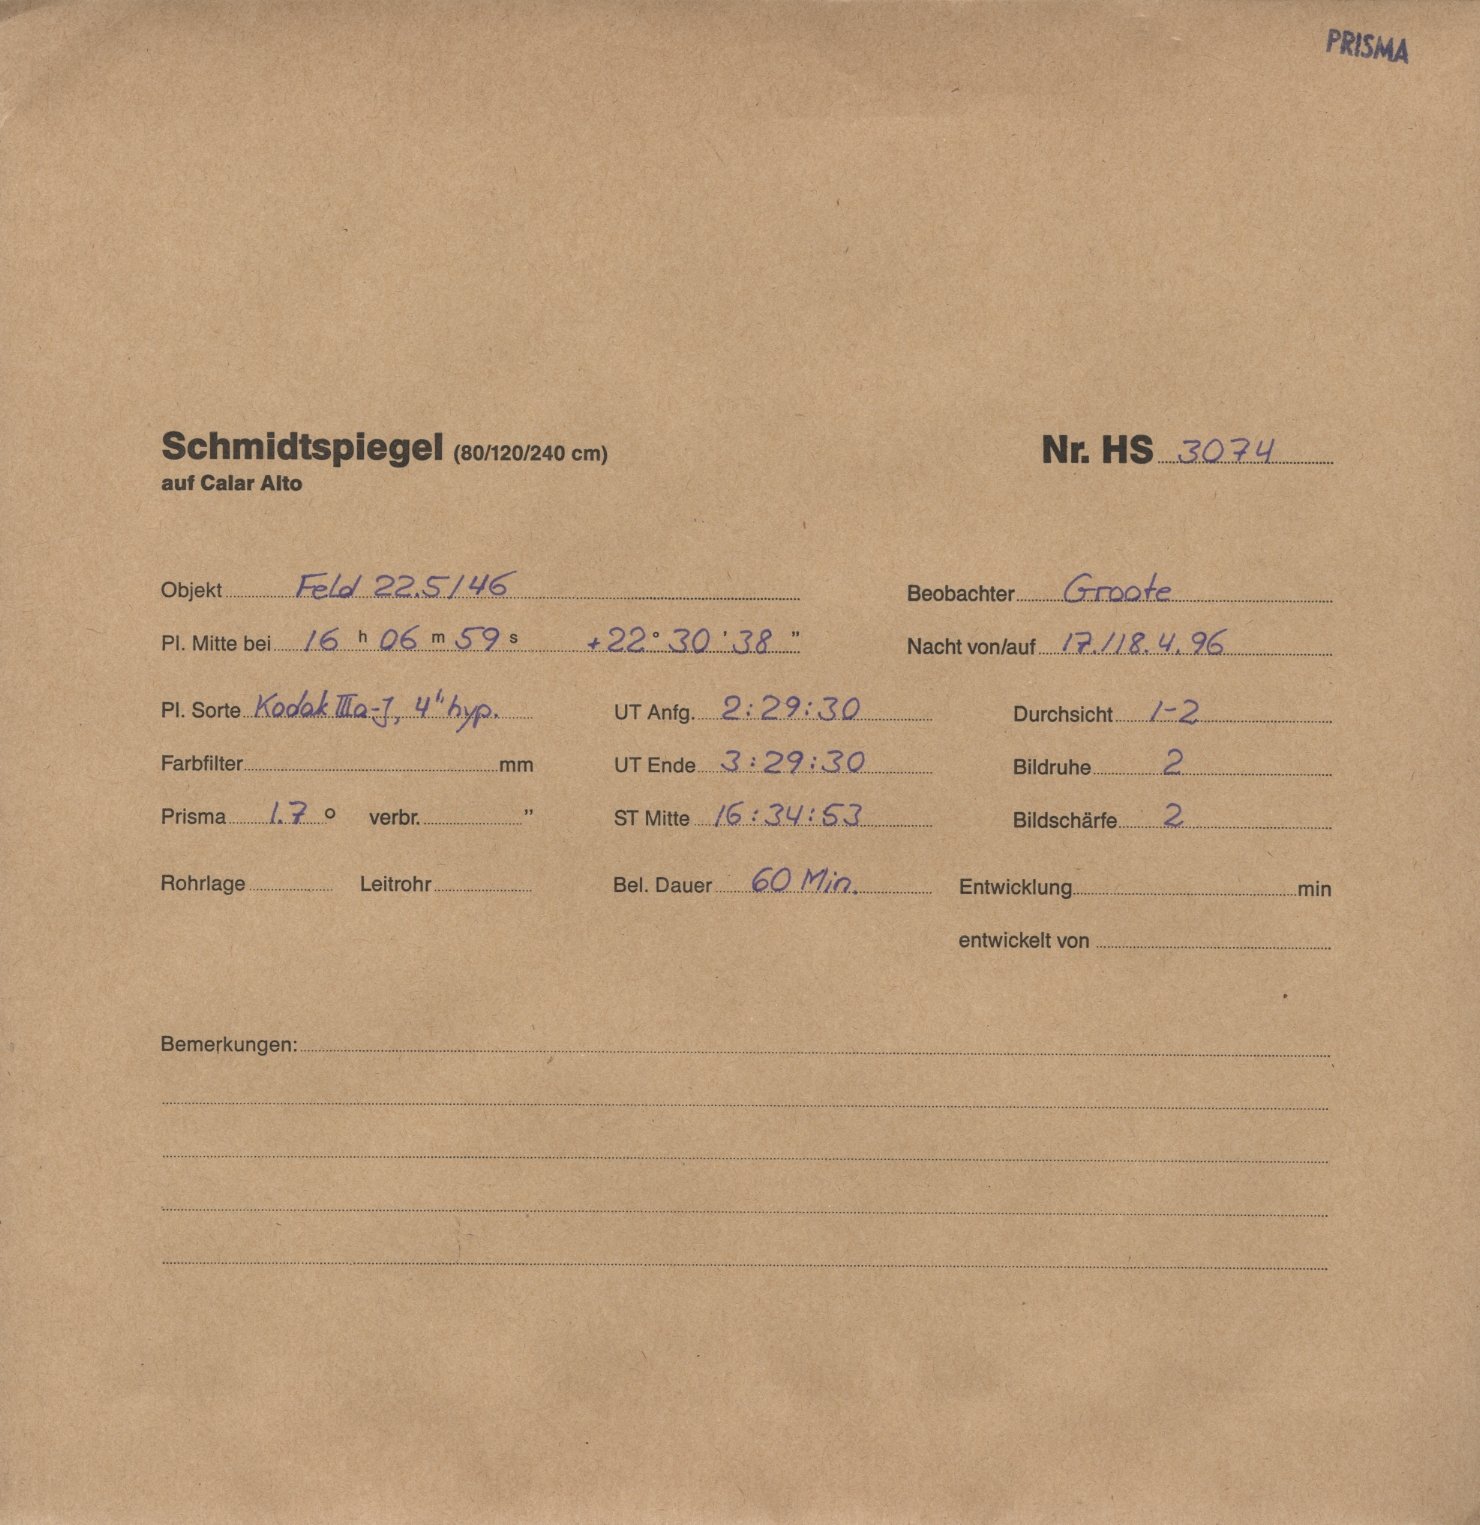 PRISMA
Schmidtspiegel (80/120/240 cm) Nr. HS 3074
auf Calar Alto
Objekt Feld 22.5/46 Beobachter Groote
Pl. Mitte bei 16 h 06 m 59 s +22° 30 ' 38 " Nacht von/auf 17./18.4.96
Pl. Sorte Kodak IIIa-J, 4h hyp. UT Anfg. 2:29:30 Durchsicht 1-2
Farbfilter mm UT Ende 3:29:30 Bildruhe 2
Prisma 1.7 ° verbr. " ST Mitte 16:34:53 Bildschärfe 2
Rohrlage Leitrohr Bel. Dauer 60 Min. Entwicklung min
entwickelt von
Bemerkungen: